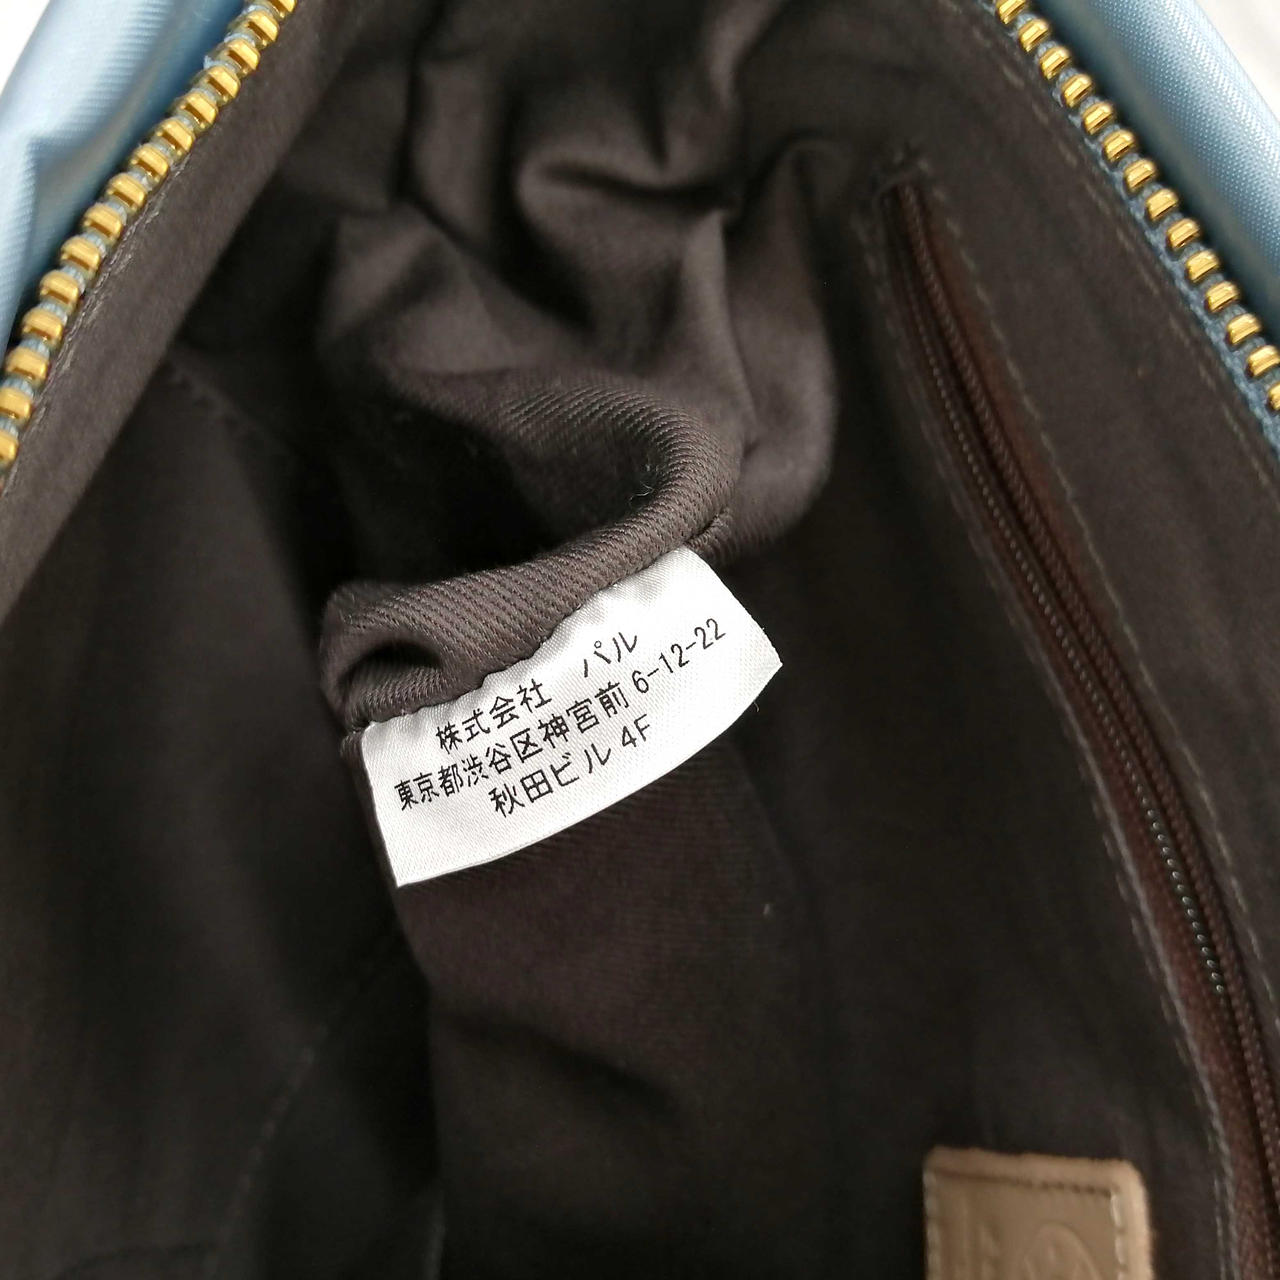 株式会社 パル
東京都渋谷区神宮前 6-12-22
秋田ビル 4F